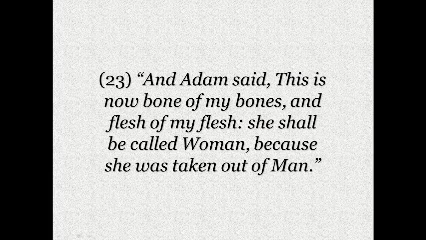 (23) “And Adam said, This is
now bone of my bones, and
flesh of my flesh: she shall
be called Woman, because
she was taken out of Man.”